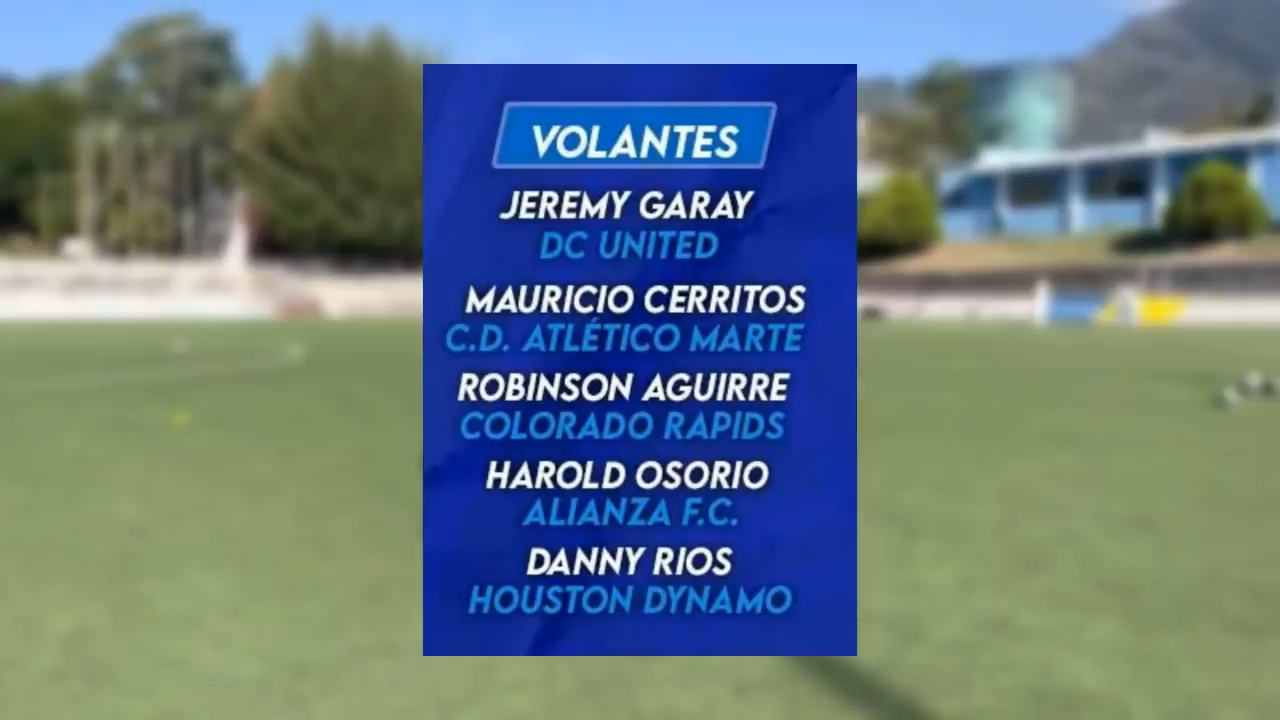 VOLANTES
JEREMY GARAY
DC UNITED
MAURICIO CERRITOS
C.D. ATLÉTICO MARTE
ROBINSON AGUIRRE
COLORADO RAPIDS
HAROLD OSORIO
ALIANZA F.C.
DANNY RIOS
HOUSTON DYNAMO